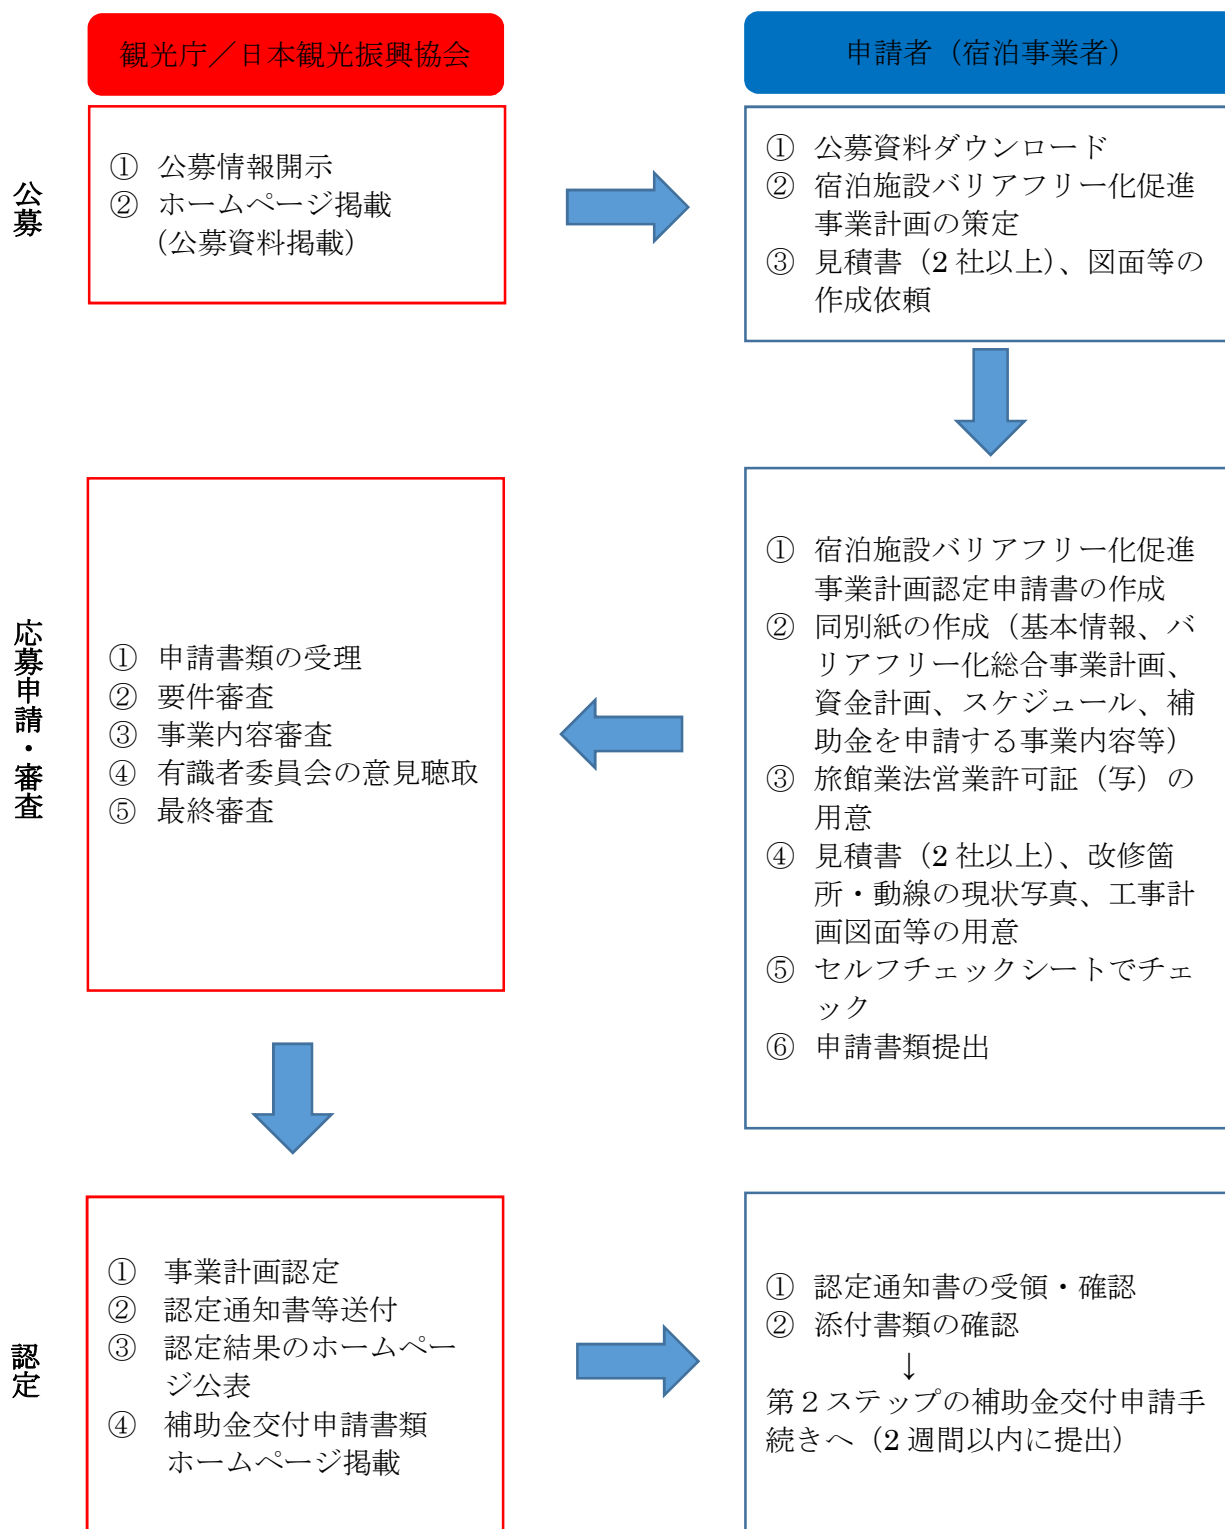 観光庁／日本観光振興協会
申請者（宿泊事業者）
公募
① 公募情報開示
② ホームページ掲載
（公募資料掲載）
① 公募資料ダウンロード
② 宿泊施設バリアフリー化促進
事業計画の策定
③ 見積書（2 社以上）、図面等の
作成依頼
応募申請・審査
① 申請書類の受理
② 要件審査
③ 事業内容審査
④ 有識者委員会の意見聴取
⑤ 最終審査
① 宿泊施設バリアフリー化促進
事業計画認定申請書の作成
② 同別紙の作成（基本情報、バ
リアフリー化総合事業計画、
資金計画、スケジュール、補
助金を申請する事業内容等）
③ 旅館業法営業許可証（写）の
用意
④ 見積書（2 社以上）、改修箇
所・動線の現状写真、工事計
画図面等の用意
⑤ セルフチェックシートでチェ
ック
⑥ 申請書類提出
認定
① 事業計画認定
② 認定通知書等送付
③ 認定結果のホームペー
ジ公表
④ 補助金交付申請書類
ホームページ掲載
① 認定通知書の受領・確認
② 添付書類の確認
↓
第２ステップの補助金交付申請手
続きへ（2 週間以内に提出）